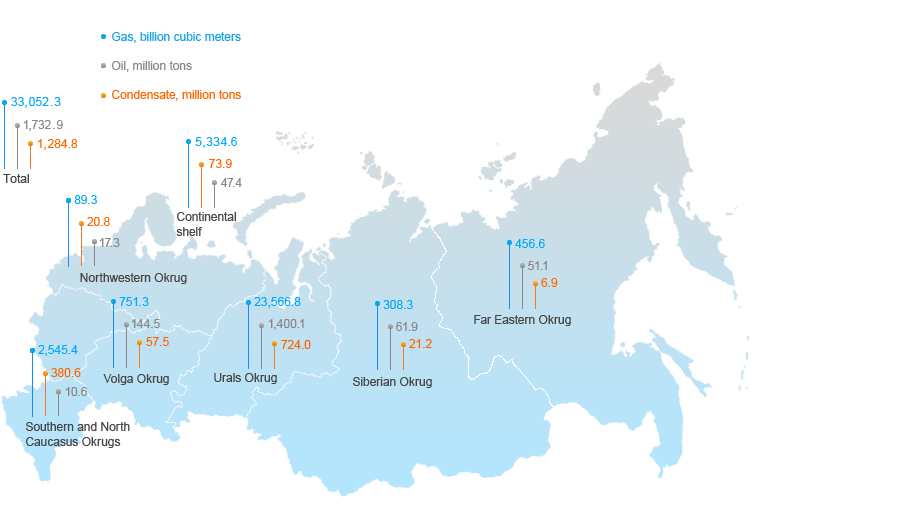 Gas, billion cubic meters
Oil, million tons
Condensate, million tons
33,052.3
1,732.9
1,284.8
Total
5,334.6
73.9
47.4
Continental
shelf
89.3
20.8
17.3
Northwestern Okrug
456.6
51.1
6.9
Far Eastern Okrug
751.3
144.5
57.5
Volga Okrug
23,566.8
1,400.1
724.0
Urals Okrug
308.3
61.9
21.2
Siberian Okrug
2,545.4
380.6
10.6
Southern and North
Caucasus Okrugs